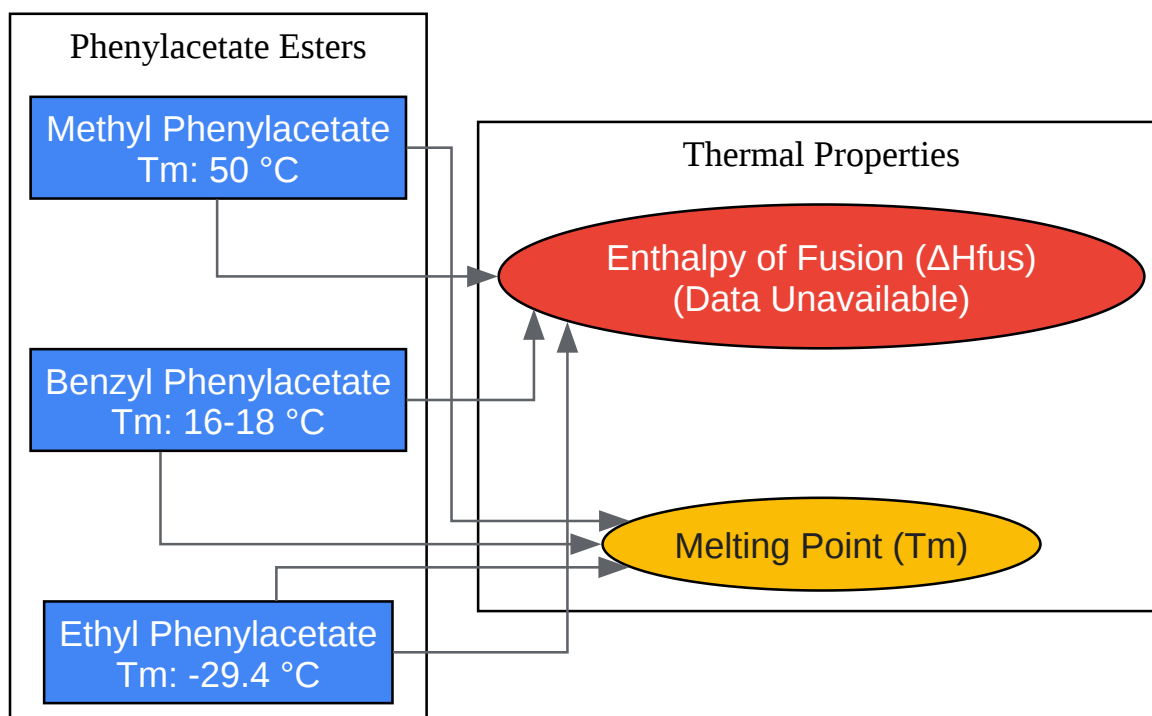 Phenylacetate Esters
Methyl Phenylacetate
Tm: 50 °C
Benzyl Phenylacetate
Tm: 16-18 °C
Ethyl Phenylacetate
Tm: -29.4 °C
Thermal Properties
Enthalpy of Fusion (ΔHfus)
(Data Unavailable)
Melting Point (Tm)